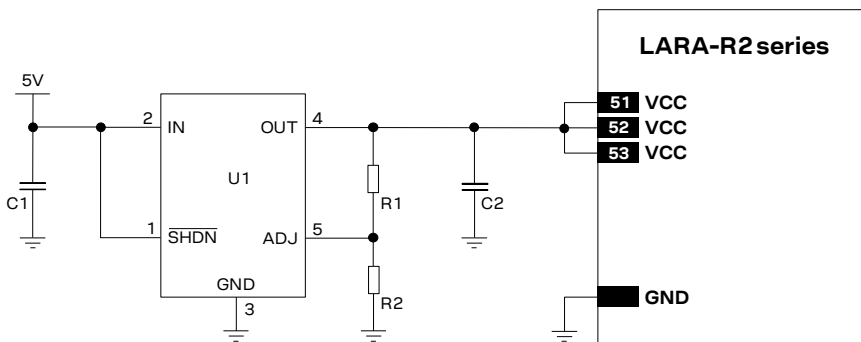 LARA-R2 series
5V
51 VCC
2 IN
OUT 4
52 VCC
53 VCC
U1
C1
R1
C2
1 SHDN
ADJ 5
GND
GND
R2
3